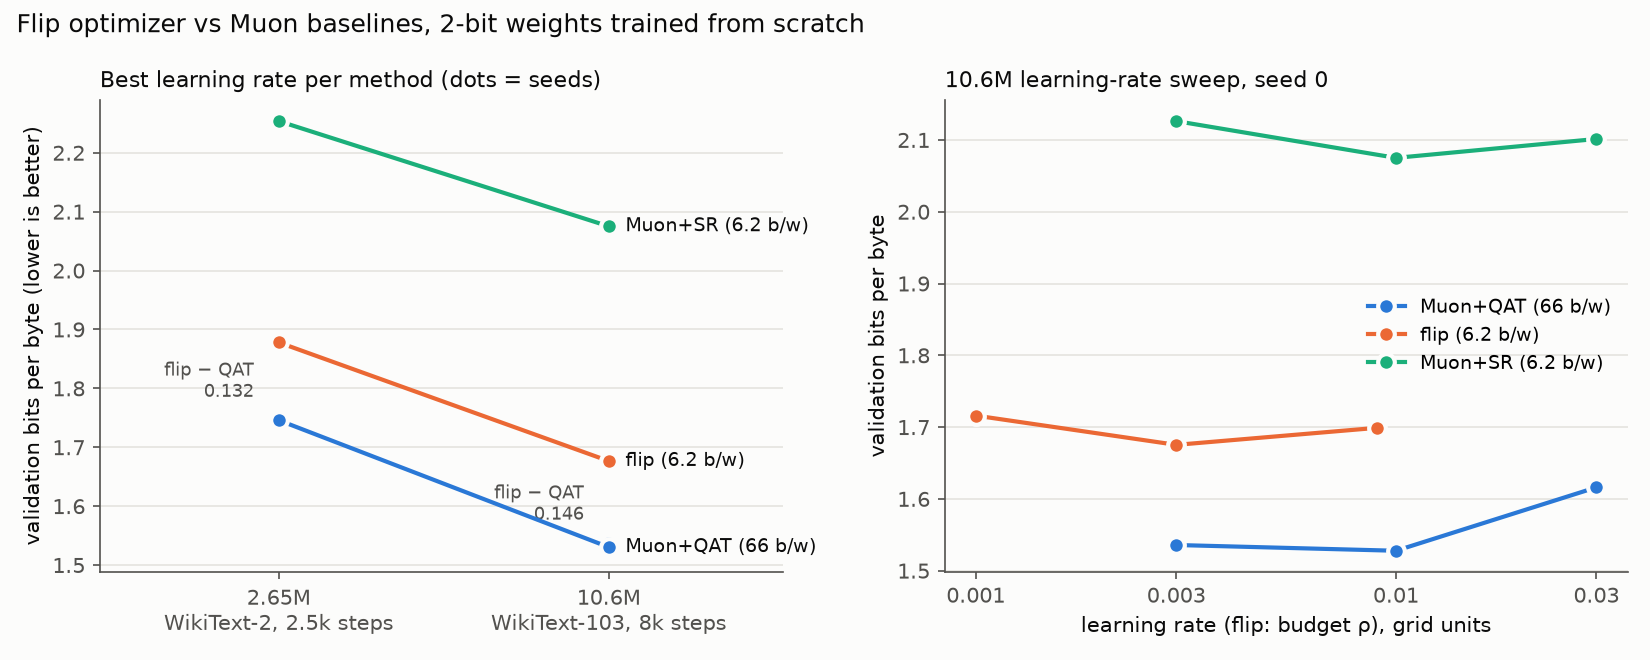 Flip optimizer vs Muon baselines, 2-bit weights trained from scratch
Best learning rate per method (dots = seeds)
validation bits per byte (lower is better)
2.2
2.1
2.0
1.9
1.8
1.7
1.6
1.5
Muon+SR (6.2 b/w)
flip − QAT
0.132
flip (6.2 b/w)
flip − QAT
0.146
Muon+QAT (66 b/w)
2.65M
WikiText-2, 2.5k steps
10.6M
WikiText-103, 8k steps
10.6M learning-rate sweep, seed 0
validation bits per byte
2.1
2.0
1.9
1.8
1.7
1.6
1.5
Muon+QAT (66 b/w)
flip (6.2 b/w)
Muon+SR (6.2 b/w)
0.001
0.003
0.01
0.03
learning rate (flip: budget ρ), grid units